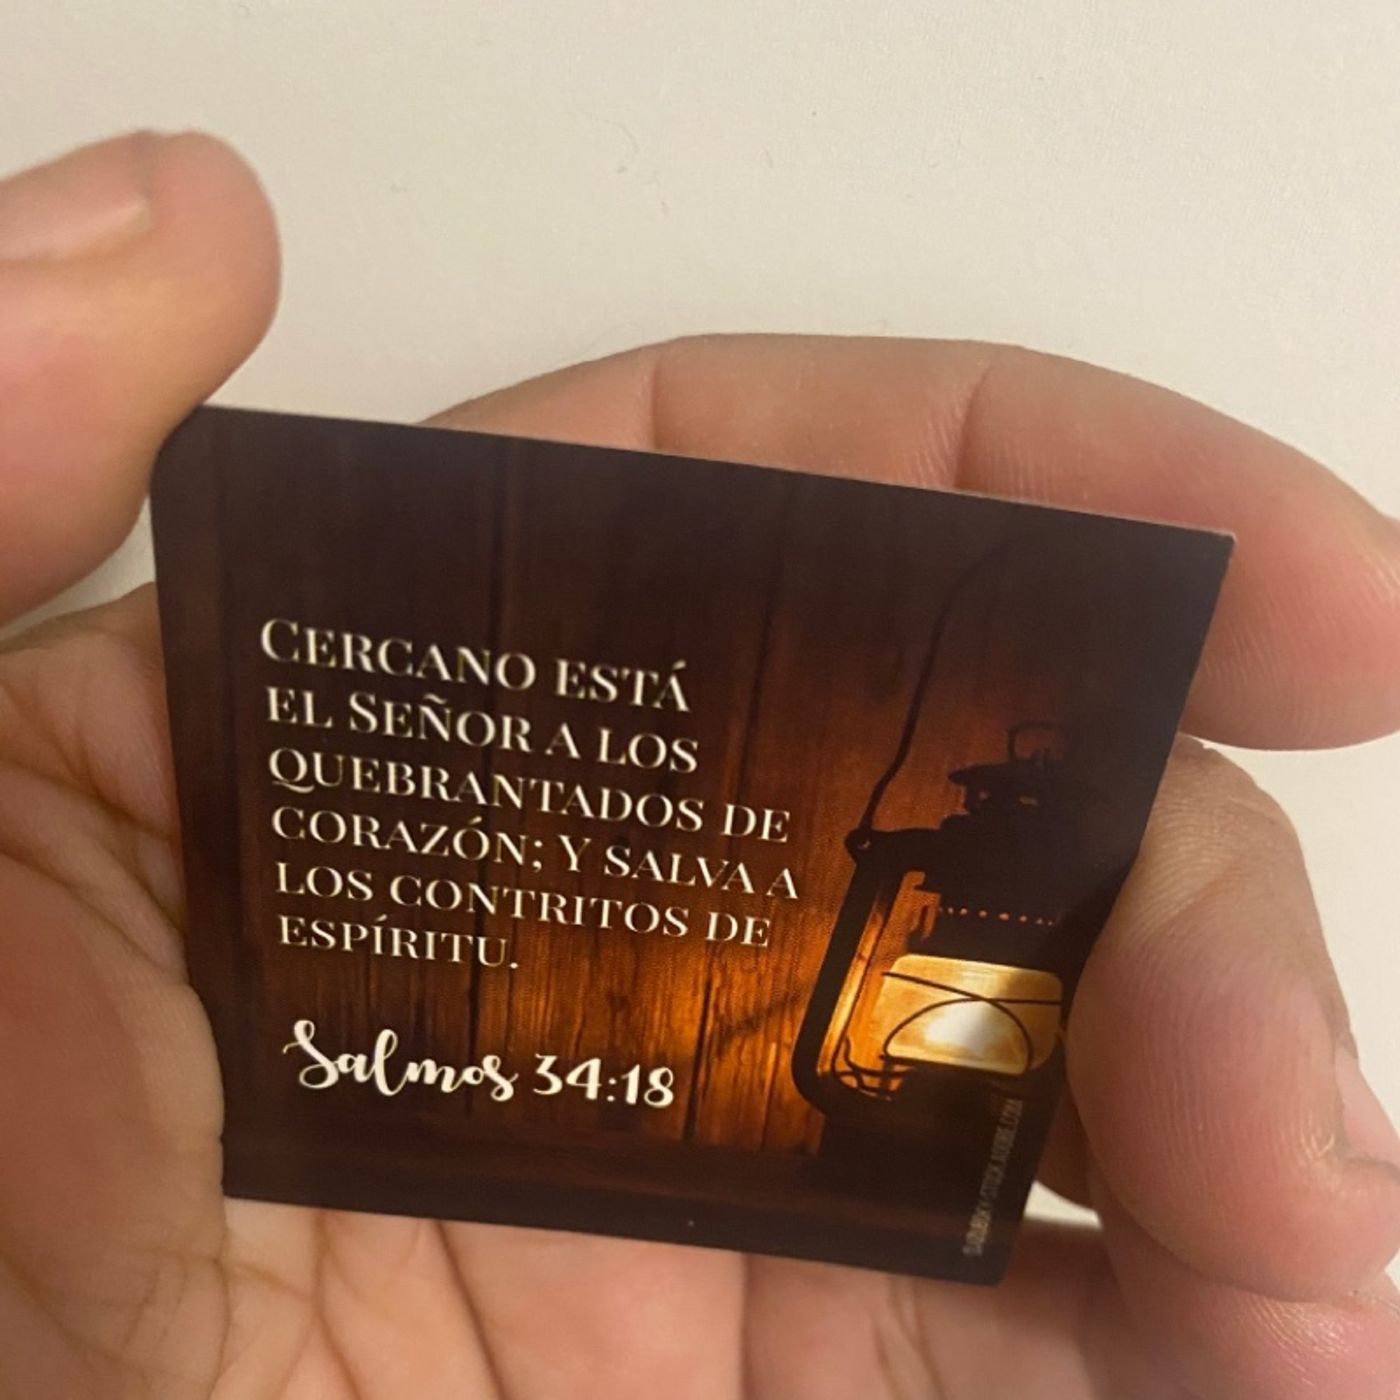 CERCANO ESTÁ
EL SEÑOR A LOS
QUEBRANTADOS DE
CORAZÓN; Y SALVA A
LOS CONTRITOS DE
ESPÍRITU.
Salmos 34:18